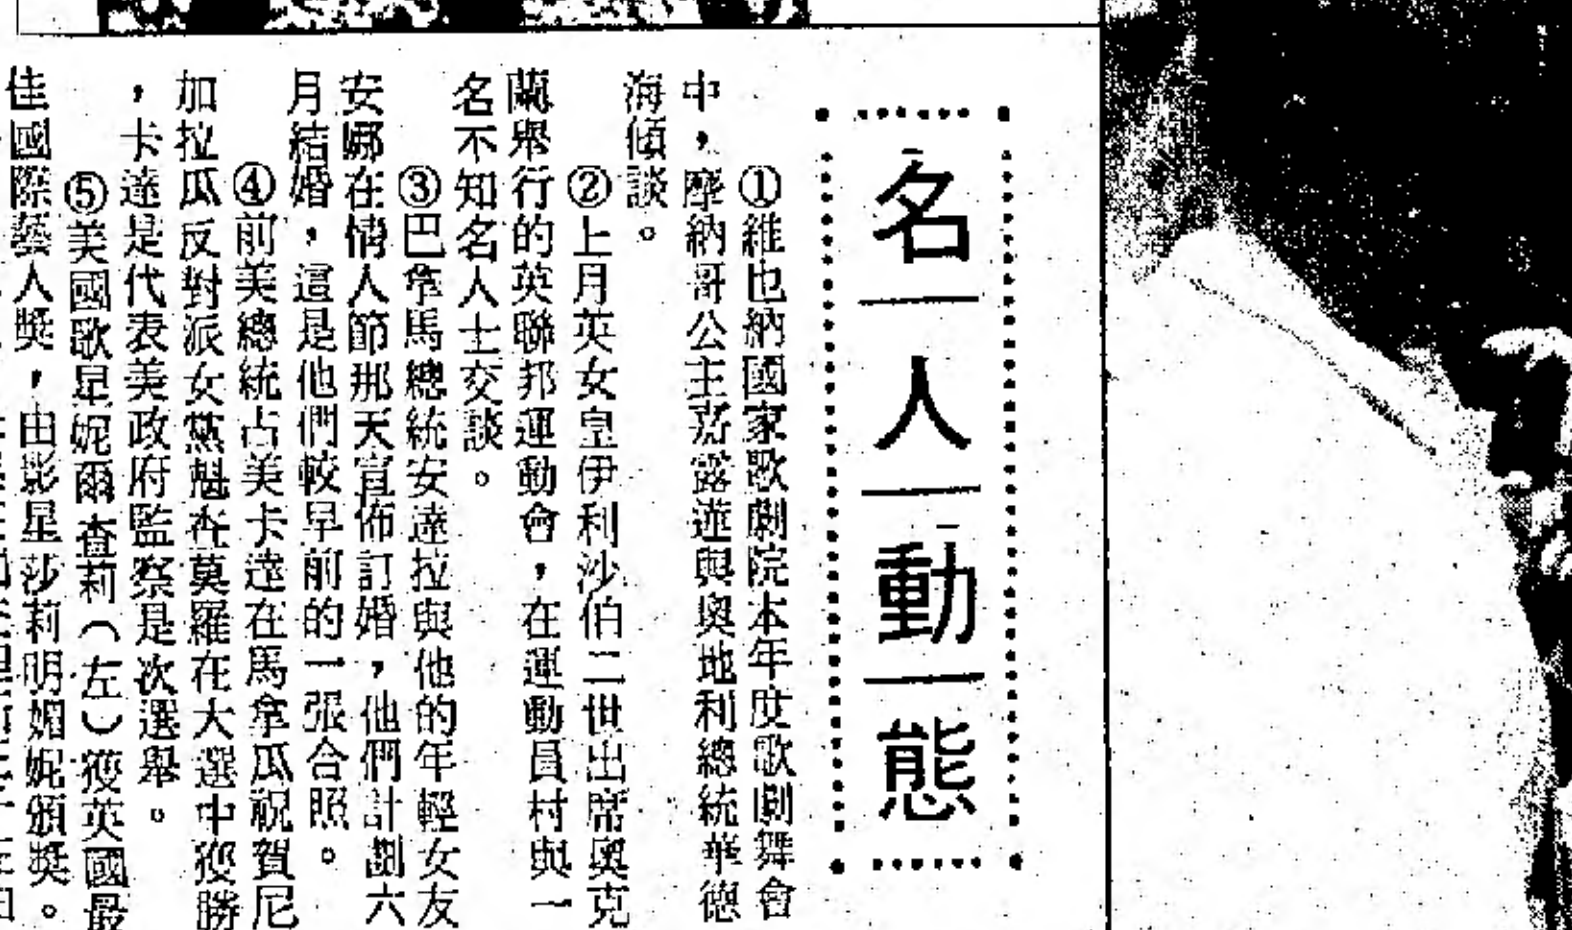 名人動態
①維也納國家歌劇院本年度歌劇舞會
中，摩納哥公主嘉露遊與奧地利總統華德
海傾談。
②上月英女皇伊利沙伯二世出席奧克
蘭舉行的英聯邦運動會，在運動員村與一
名不知名人士交談。
③巴拿馬總統安達拉與他的年輕女友
安娜在情人節那天宣佈訂婚，他們計劃六
月結婚，這是他們較早前的一張合照。
④前美總統占美卡達在馬拿瓜祝賀尼
加拉瓜反對派女黨魁查莫羅在大選中獲勝
，卡達是代表美政府監察是次選舉。
⑤美國歌星妮爾查莉（左）獲英國最
佳國際藝人獎，由影星莎莉明媚妮頒獎。